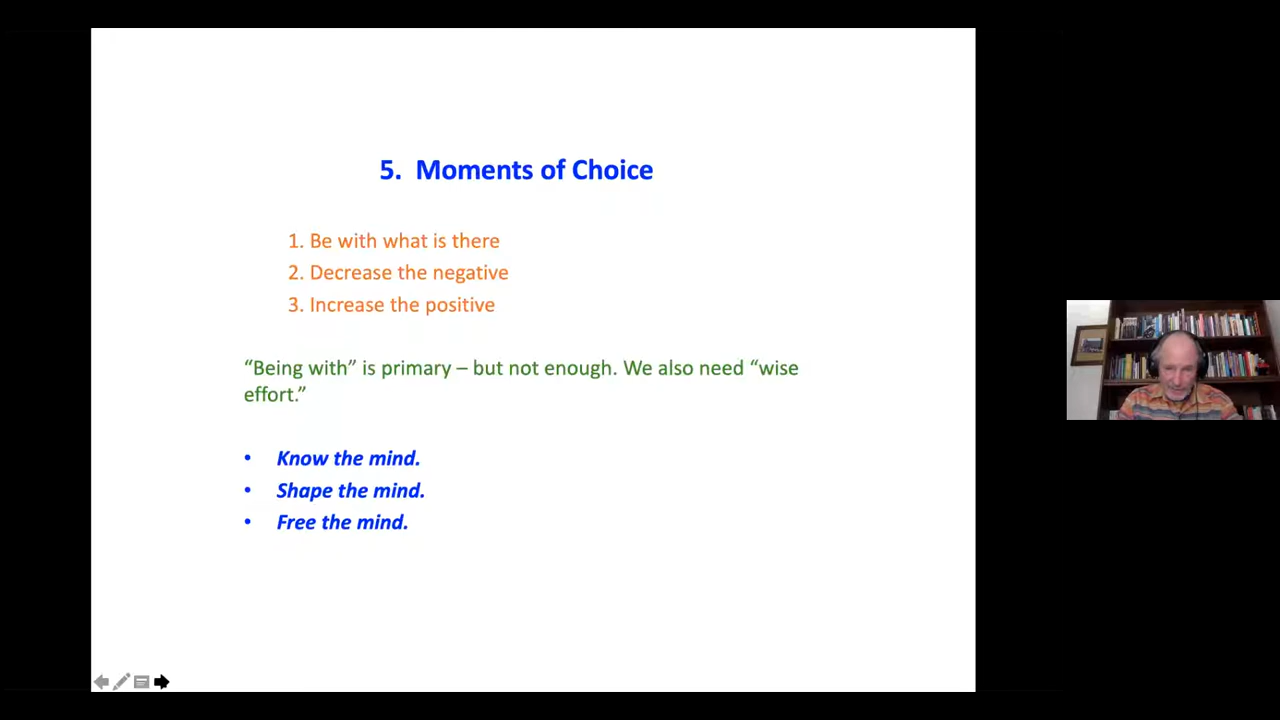 5. Moments of Choice
1. Be with what is there
2. Decrease the negative
3. Increase the positive
“Being with” is primary – but not enough. We also need “wise
effort.”
• Know the mind.
• Shape the mind.
• Free the mind.